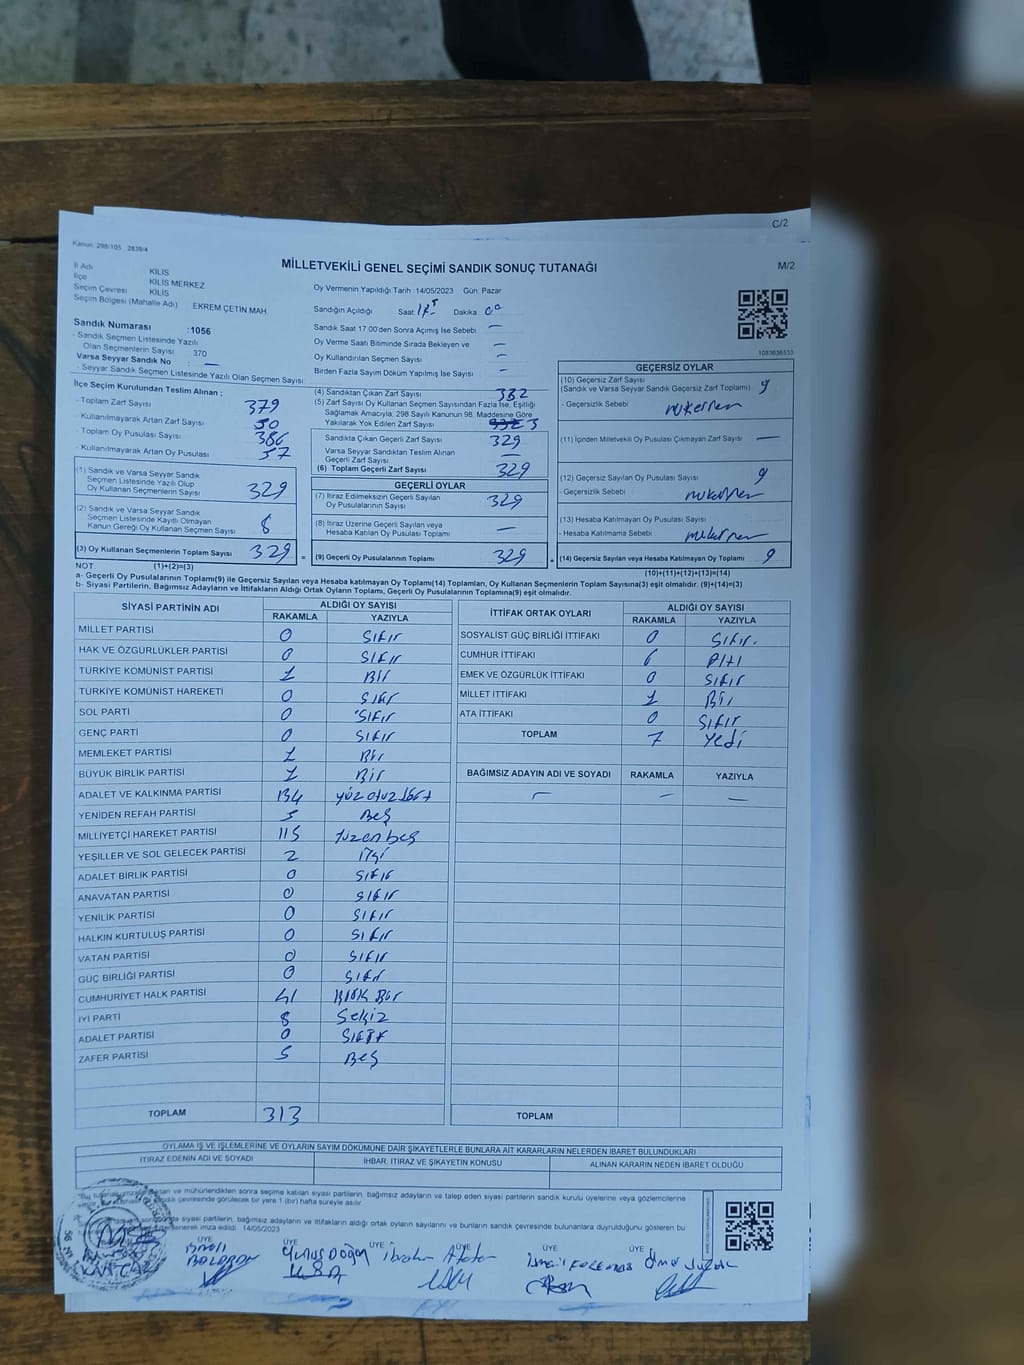 C/2
Kanun: 298/105 , 2839/4
MİLLETVEKİLİ GENEL SEÇİMİ SANDIK SONUÇ TUTANAĞI
M/2
İl Adı KİLİS
İlçe KİLİS MERKEZ
Seçim Çevresi KİLİS
Seçim Bölgesi (Mahalle Adı) EKREM ÇETİN MAH
Sandık Numarası :1056
- Sandık Seçmen Listesinde Yazılı
Olan Seçmenlerin Sayısı 370
Varsa Seyyar Sandık No : —
- Seyyar Sandık Seçmen Listesinde Yazılı Olan Seçmen Sayısı:
Oy Vermenin Yapıldığı Tarih :14/05/2023 Gün: Pazar
Sandığın Açıldığı Saat Dakika
Sandık Saat 17:00'den Sonra Açımış İse Sebebi —
Oy Verme Saati Bitiminde Sırada Bekleyen ve —
Oy Kullandırılan Seçmen Sayısı —
Birden Fazla Sayım Döküm Yapılmış İse Sayısı —
1083636533
İlçe Seçim Kurulundan Teslim Alınan ;
- Toplam Zarf Sayısı 379
- Kullanılmayarak Artan Zarf Sayısı 50
- Toplam Oy Pusulası Sayısı 386
- Kullanılmayarak Artan Oy Pusulası 57
(1) Sandık ve Varsa Seyyar Sandık
Seçmen Listesinde Yazılı Olup
Oy Kullanan Seçmenlerin Sayısı 329
(2) Sandık ve Varsa Seyyar Sandık
Seçmen Listesinde Kayıtlı Olmayan
Kanun Gereği Oy Kullanan Seçmen Sayısı 8
(3) Oy Kullanan Seçmenlerin Toplam Sayısı 329
(4) Sandıktan Çıkan Zarf Sayısı 332
(5) Zarf Sayısı Oy Kullanan Seçmen Sayısından Fazla İse, Eşitliği
Sağlamak Amacıyla, 298 Sayılı Kanunun 98. Maddesine Göre
Yakılarak Yok Edilen Zarf Sayısı 3
Sandıkta Çıkan Geçerli Zarf Sayısı 329
Varsa Seyyar Sandıktan Teslim Alınan
Geçerli Zarf Sayısı —
(6) Toplam Geçerli Zarf Sayısı 329
GEÇERLİ OYLAR
(7) İtiraz Edilmeksizin Geçerli Sayılan
Oy Pusulalarının Sayısı 329
(8) İtiraz Üzerine Geçerli Sayılan veya
Hesaba Katılan Oy Pusulası Toplamı —
= (9) Geçerli Oy Pusulalarının Toplamı 329
GEÇERSİZ OYLAR
(10) Geçersiz Zarf Sayısı
(Sandık ve Varsa Seyyar Sandık Geçersiz Zarf Toplamı) 9
- Geçersizlik Sebebi
(11) İçinden Milletvekili Oy Pusulası Çıkmayan Zarf Sayısı —
(12) Geçersiz Sayılan Oy Pusulası Sayısı 9
- Geçersizlik Sebebi
(13) Hesaba Katılmayan Oy Pusulası Sayısı
- Hesaba Katılmama Sebebi
+ (14) Geçersiz Sayılan veya Hesaba Katılmayan Oy Toplamı 9
NOT: (1)+(2)=(3)
(10)+(11)+(12)+(13)=(14)
a- Geçerli Oy Pusulalarının Toplamı(9) ile Geçersiz Sayılan veya Hesaba katılmayan Oy Toplamı(14) Toplamları, Oy Kullanan Seçmenlerin Toplam Sayısına(3) eşit olmalıdır. (9)+(14)=(3)
b- Siyasi Partilerin, Bağımsız Adayların ve İttifakların Aldığı Ortak Oyların Toplamı, Geçerli Oy Pusulalarının Toplamına(9) eşit olmalıdır.
SİYASİ PARTİNİN ADI ALDIĞI OY SAYISI
RAKAMLA YAZIYLA
MİLLET PARTİSİ 0 Sıfır
HAK VE ÖZGÜRLÜKLER PARTİSİ 0 Sıfır
TÜRKİYE KOMÜNİST PARTİSİ 1 Bir
TÜRKİYE KOMÜNİST HAREKETİ 0 Sıfır
SOL PARTİ 0 Sıfır
GENÇ PARTİ 0 Sıfır
MEMLEKET PARTİSİ 1 Bir
BÜYÜK BİRLİK PARTİSİ 1 Bir
ADALET VE KALKINMA PARTİSİ 134 yüzotuzdört
YENİDEN REFAH PARTİSİ 5 Beş
MİLLİYETÇİ HAREKET PARTİSİ 115 yüzonbeş
YEŞİLLER VE SOL GELECEK PARTİSİ 2 iki
ADALET BİRLİK PARTİSİ 0 Sıfır
ANAVATAN PARTİSİ 0 Sıfır
YENİLİK PARTİSİ 0 Sıfır
HALKIN KURTULUŞ PARTİSİ 0 Sıfır
VATAN PARTİSİ 0 Sıfır
GÜÇ BİRLİĞİ PARTİSİ 0 Sıfır
CUMHURİYET HALK PARTİSİ 41 Kırk Bir
İYİ PARTİ 8 Sekiz
ADALET PARTİSİ 0 Sıfır
ZAFER PARTİSİ 5 Beş
TOPLAM 313
İTTİFAK ORTAK OYLARI ALDIĞI OY SAYISI
RAKAMLA YAZIYLA
SOSYALİST GÜÇ BİRLİĞİ İTTİFAKI 0 Sıfır.
CUMHUR İTTİFAKI 6 Altı
EMEK VE ÖZGÜRLÜK İTTİFAKI 0 Sıfır
MİLLET İTTİFAKI 1 Bir
ATA İTTİFAKI 0 Sıfır
TOPLAM 7 yedi
BAĞIMSIZ ADAYIN ADI VE SOYADI RAKAMLA YAZIYLA
— — —
TOPLAM
OYLAMA İŞ VE İŞLEMLERİNE VE OYLARIN SAYIM DÖKÜMÜNE DAİR ŞİKAYETLERLE BUNLARA AİT KARARLARIN NELERDEN İBARET BULUNDUKLARI
İTİRAZ EDENİN ADI VE SOYADI İHBAR, İTİRAZ VE ŞİKAYETİN KONUSU ALINAN KARARIN NEDEN İBARET OLDUĞU
ve mühürlendikten sonra seçime katılan siyasi partilerin, bağımsız adayların ve talep eden siyasi partilerin sandık kurulu üyelerine veya gözlemcilerine
çevresinde görülecek bir yere 1 (bir) hafta süreyle asılır.
siyasi partilerin, bağımsız adayların ve ittifakların aldığı ortak oyların sayılarını ve bunların sandık çevresinde bulunanlara duyrulduğunu gösteren bu
imza edildi. 14/05/2023
ÜYE ÜYE ÜYE ÜYE ÜYE ÜYE
Yunus Doğan